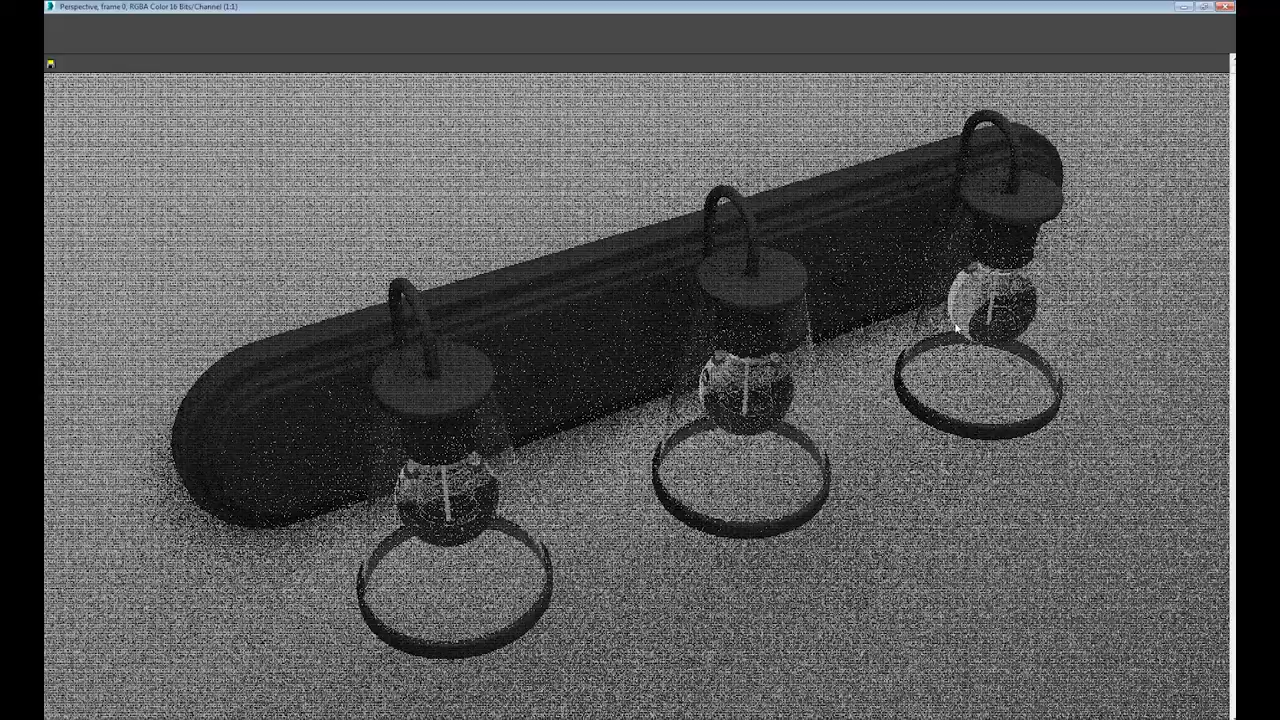 Perspective, frame 0, RGBA Color 16 Bits/Channel (1:1)